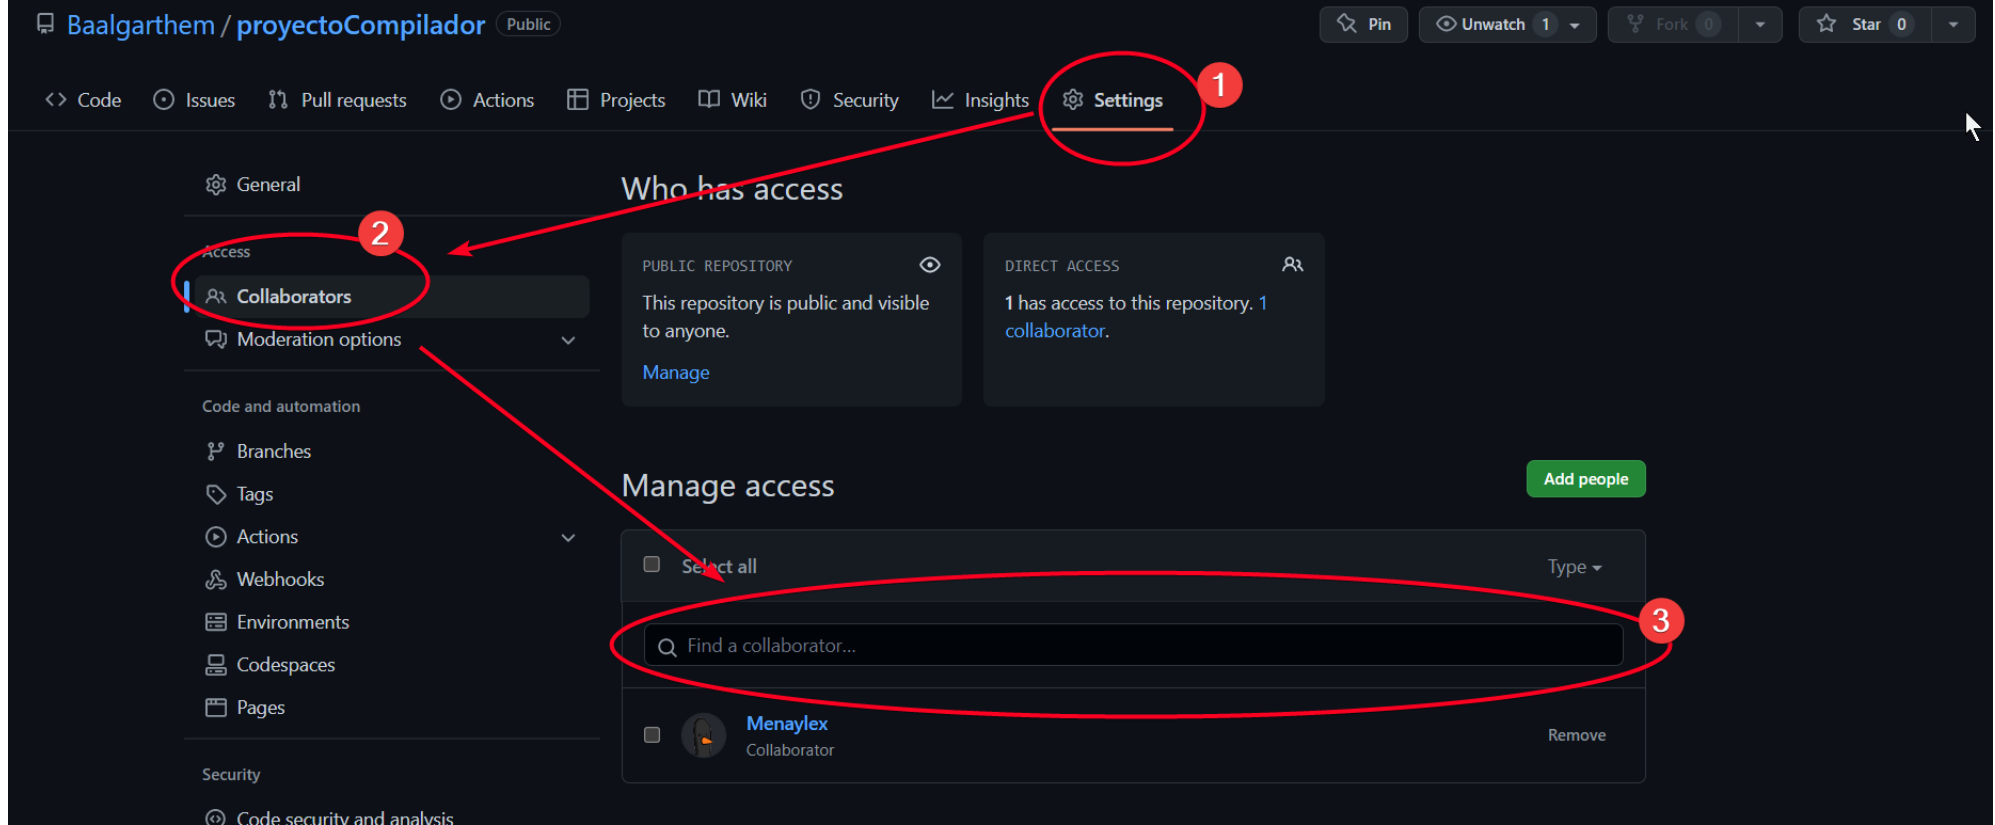 Baalgarthem / proyectoCompilador Public
Pin
Unwatch 1
Fork 0
Star 0
Code
Issues
Pull requests
Actions
Projects
Wiki
Security
Insights
Settings
1
General
Access
2
Collaborators
Moderation options
Code and automation
Branches
Tags
Actions
Webhooks
Environments
Codespaces
Pages
Security
Code security and analysis
Who has access
PUBLIC REPOSITORY
This repository is public and visible
to anyone.
Manage
DIRECT ACCESS
1 has access to this repository. 1
collaborator.
Manage access
Add people
Select all
Type
Find a collaborator...
3
Menaylex
Collaborator
Remove